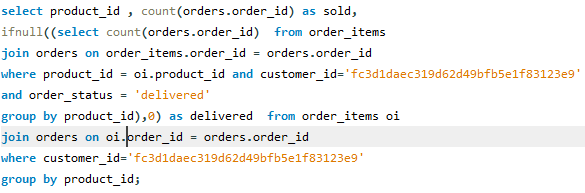 select product_id , count(orders.order_id) as sold,
ifnull((select count(orders.order_id)  from order_items
join orders on order_items.order_id = orders.order_id
where product_id = oi.product_id and customer_id='fc3d1daec319d62d49bfb5e1f83123e9'
and order_status = 'delivered'
group by product_id),0) as delivered  from order_items oi
join orders on oi.order_id = orders.order_id
where customer_id='fc3d1daec319d62d49bfb5e1f83123e9'
group by product_id;